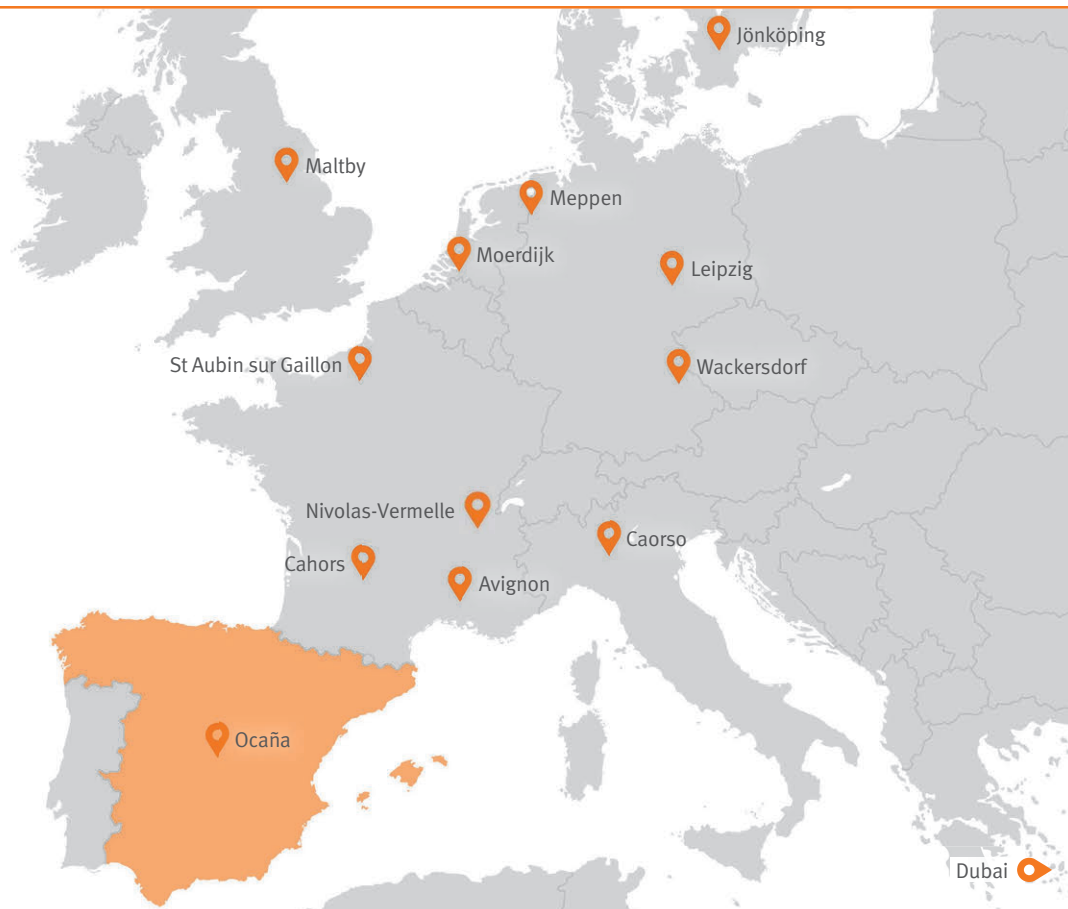 Jönköping
Maltby
Meppen
Moerdijk
Leipzig
St Aubin sur Gaillon
Wackersdorf
Nivolas-Vermelle
Caorso
Cahors
Avignon
Ocaña
Dubai